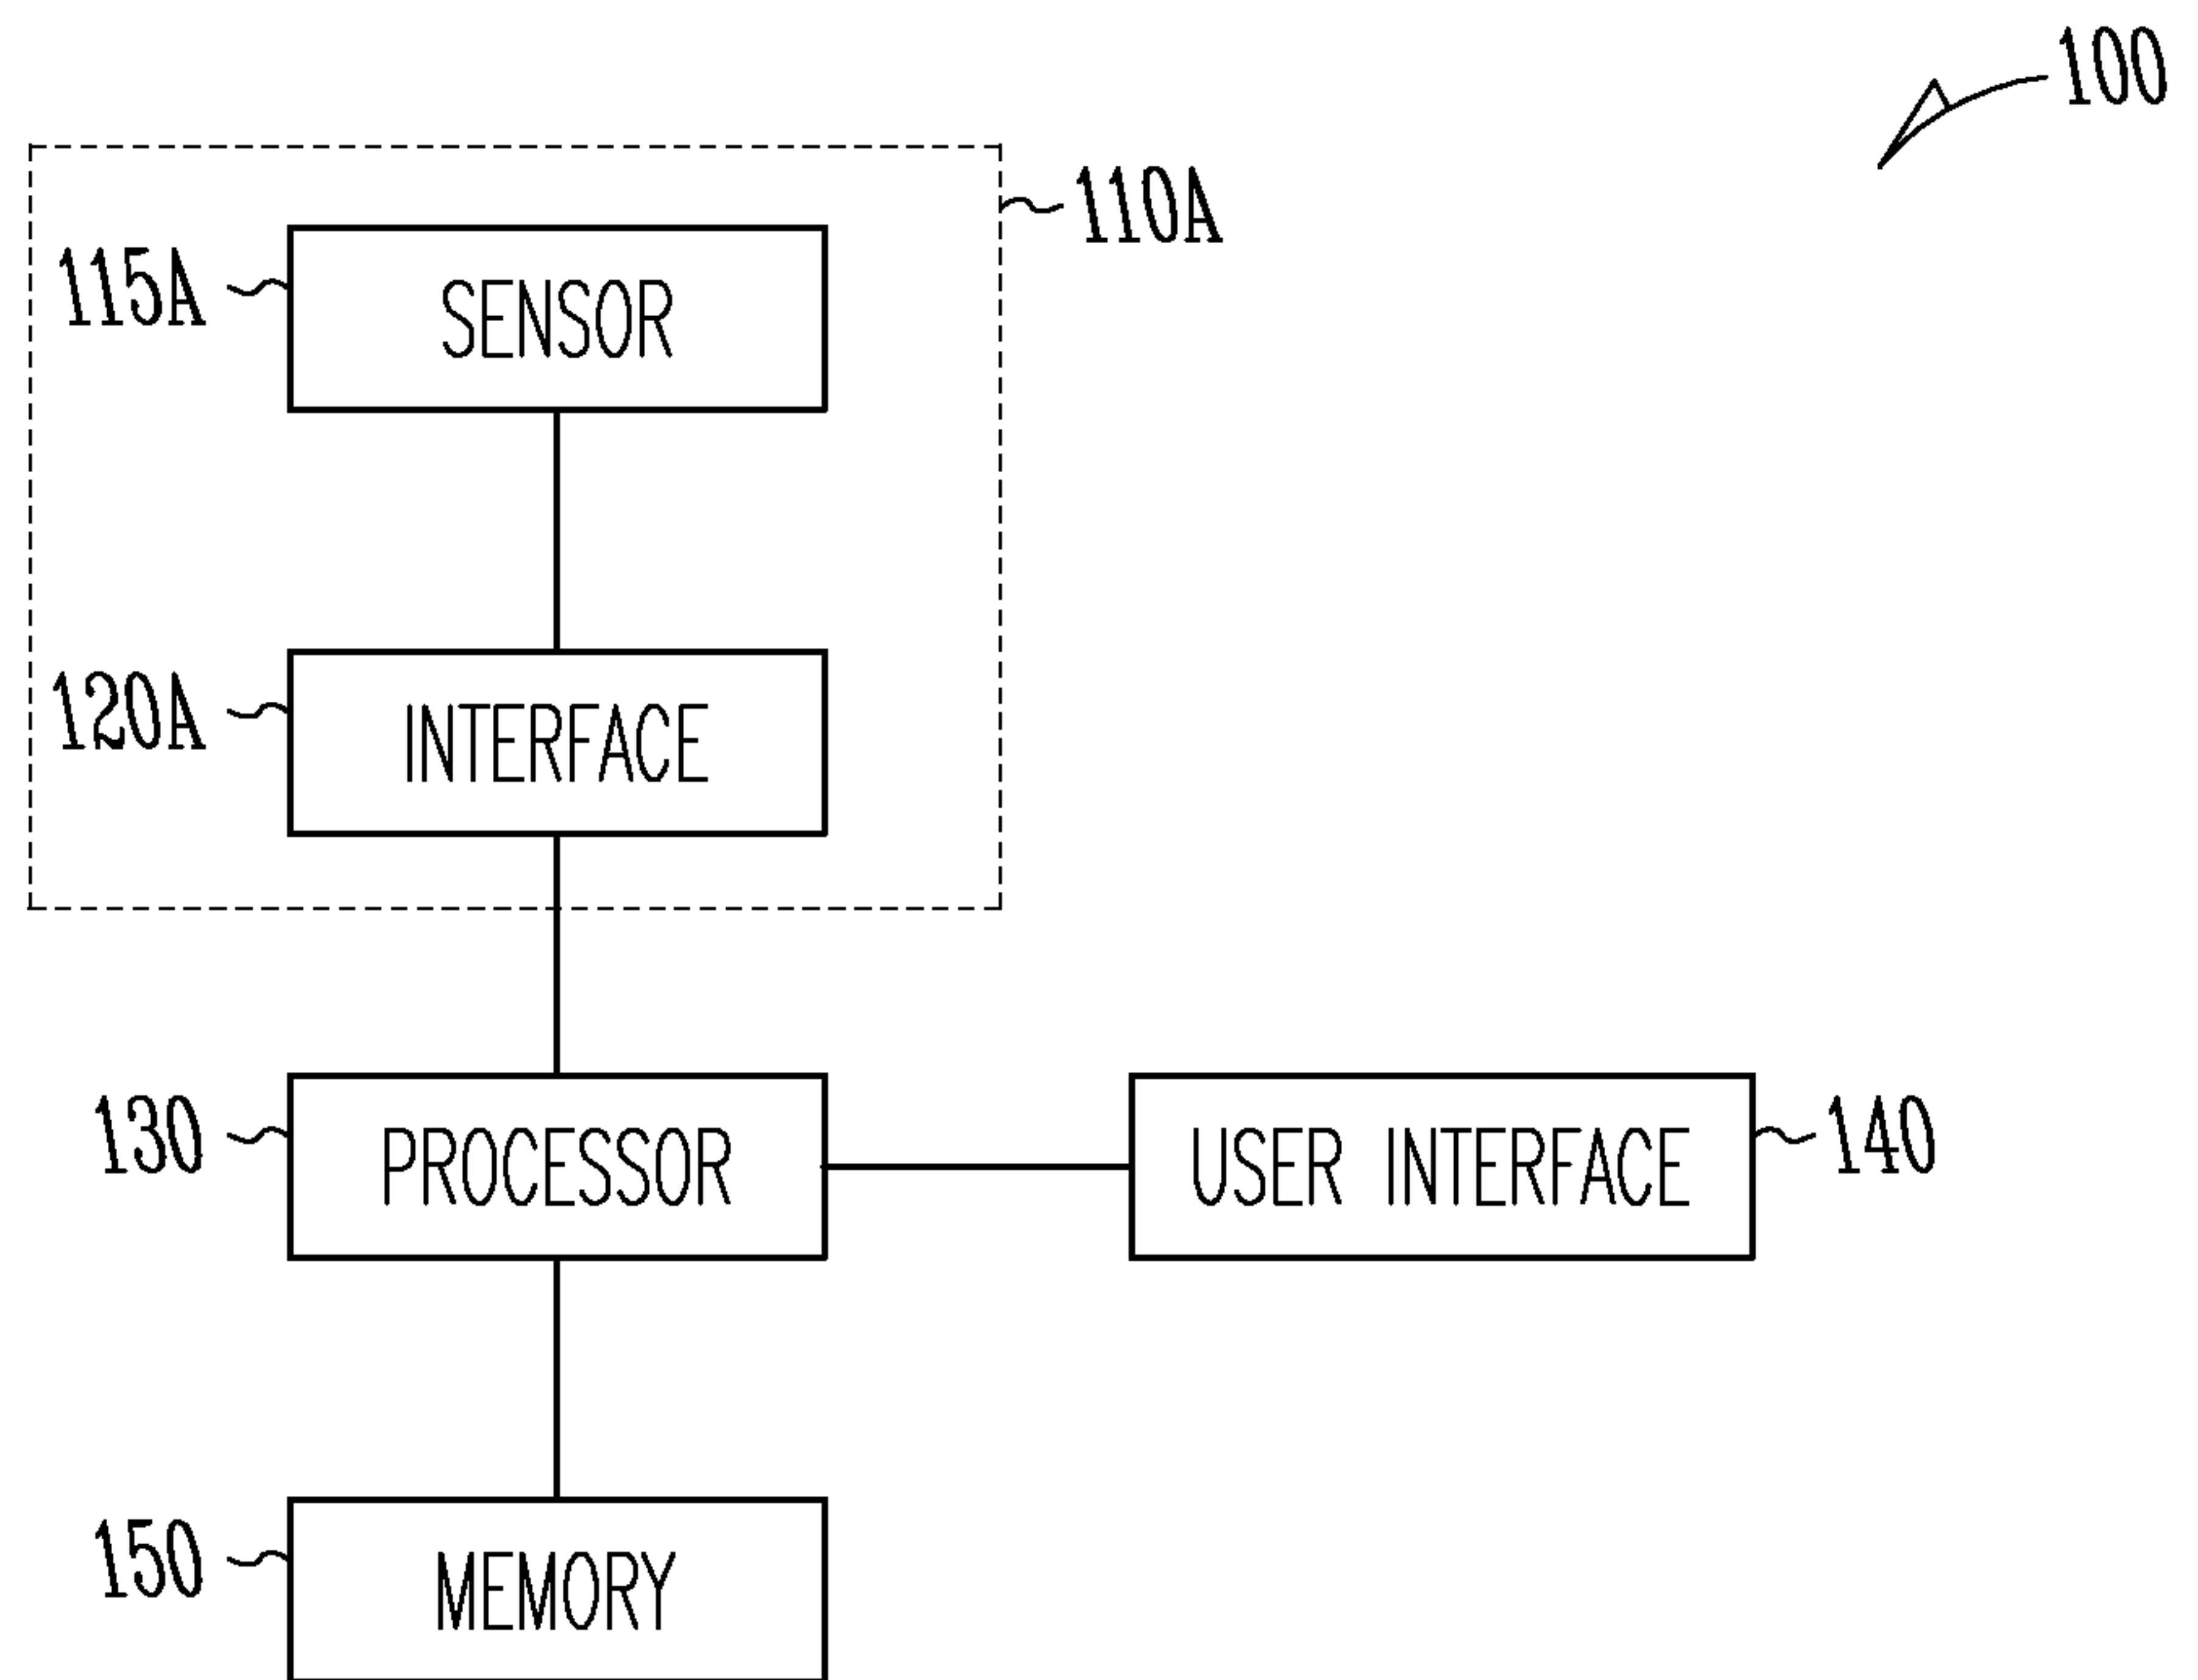 100
110A
115A
SENSOR
120A
INTERFACE
130
PROCESSOR
USER INTERFACE
140
150
MEMORY